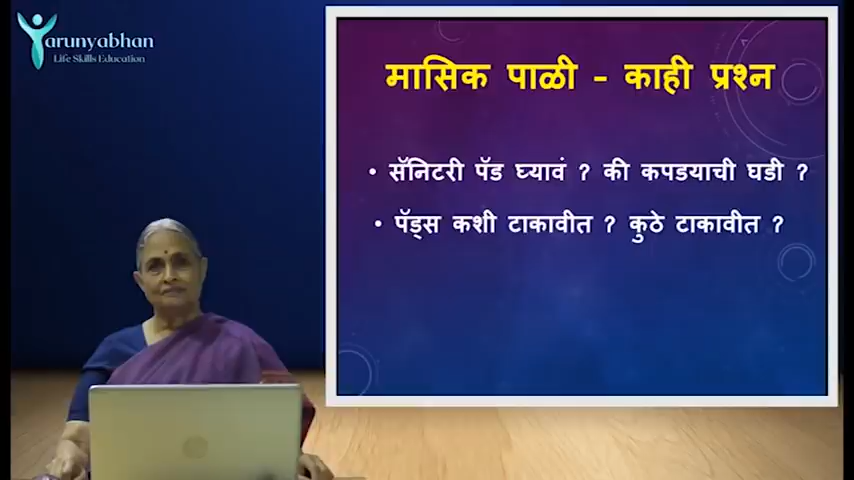 arunyabhan
Life Skills Education
मासिक पाळी - काही प्रश्न
• सॅनिटरी पॅड घ्यावं ? की कपडयाची घडी ?
• पॅड्स कशी टाकावीत ? कुठे टाकावीत ?